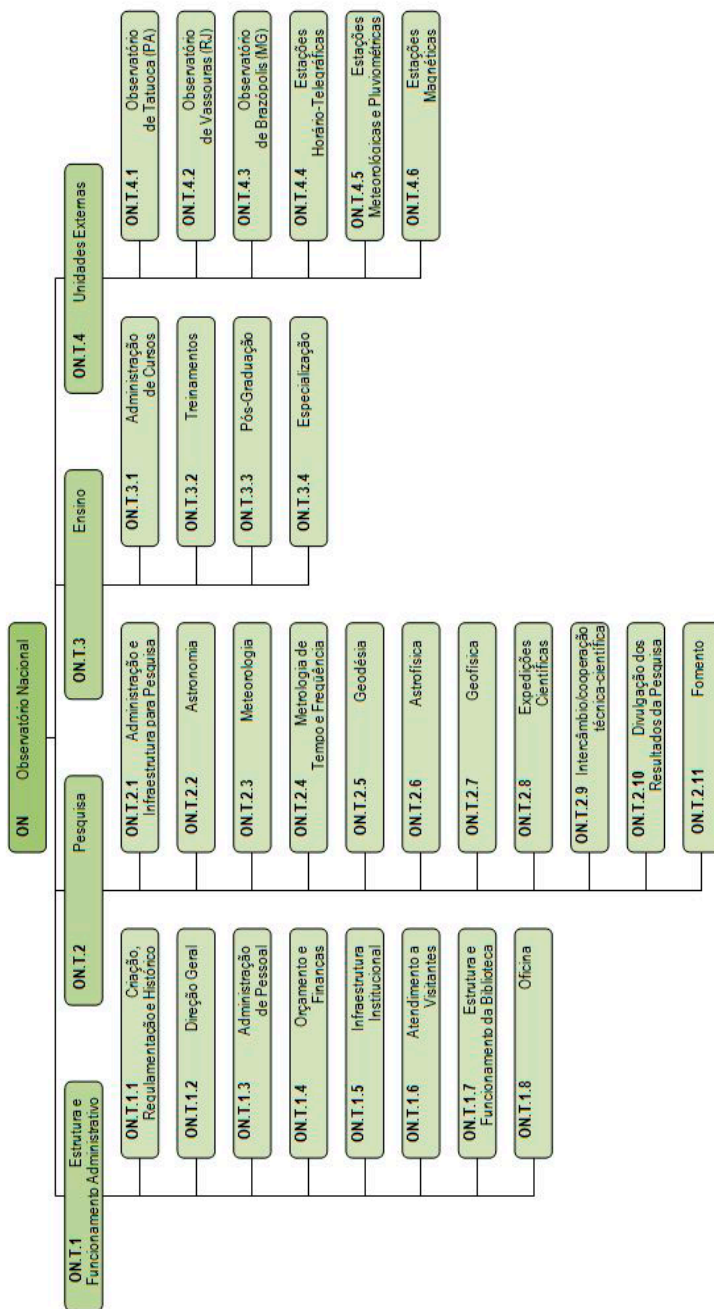 ON Observatório Nacional
ON.T.1 Estrutura e
Funcionamento Administrativo
ON.T.1.1 Criação,
Regulamentação e Histórico
ON.T.1.2 Direção Geral
ON.T.1.3 Administração
de Pessoal
ON.T.1.4 Orçamento e
Finanças
ON.T.1.5 Infraestrutura
Institucional
ON.T.1.6 Atendimento a
Visitantes
ON.T.1.7 Estrutura e
Funcionamento da Biblioteca
ON.T.1.8 Oficina
ON.T.2 Pesquisa
ON.T.2.1 Administração e
Infraestrutura para Pesquisa
ON.T.2.2 Astronomia
ON.T.2.3 Meteorologia
ON.T.2.4 Metrologia de
Tempo e Freqüência
ON.T.2.5 Geodésia
ON.T.2.6 Astrofísica
ON.T.2.7 Geofísica
ON.T.2.8 Expedições
Científicas
ON.T.2.9 Intercâmbio/cooperação
técnica-científica
ON.T.2.10 Divulgação dos
Resultados da Pesquisa
ON.T.2.11 Fomento
ON.T.3 Ensino
ON.T.3.1 Administração
de Cursos
ON.T.3.2 Treinamentos
ON.T.3.3 Pós-Graduação
ON.T.3.4 Especialização
ON.T.4 Unidades Externas
ON.T.4.1 Observatório
de Tatuoca (PA)
ON.T.4.2 Observatório
de Vassouras (RJ)
ON.T.4.3 Observatório
de Brazópolis (MG)
ON.T.4.4 Estações
Horário-Telegráficas
ON.T.4.5 Estações
Meteorológicas e Pluviométricas
ON.T.4.6 Estações
Magnéticas